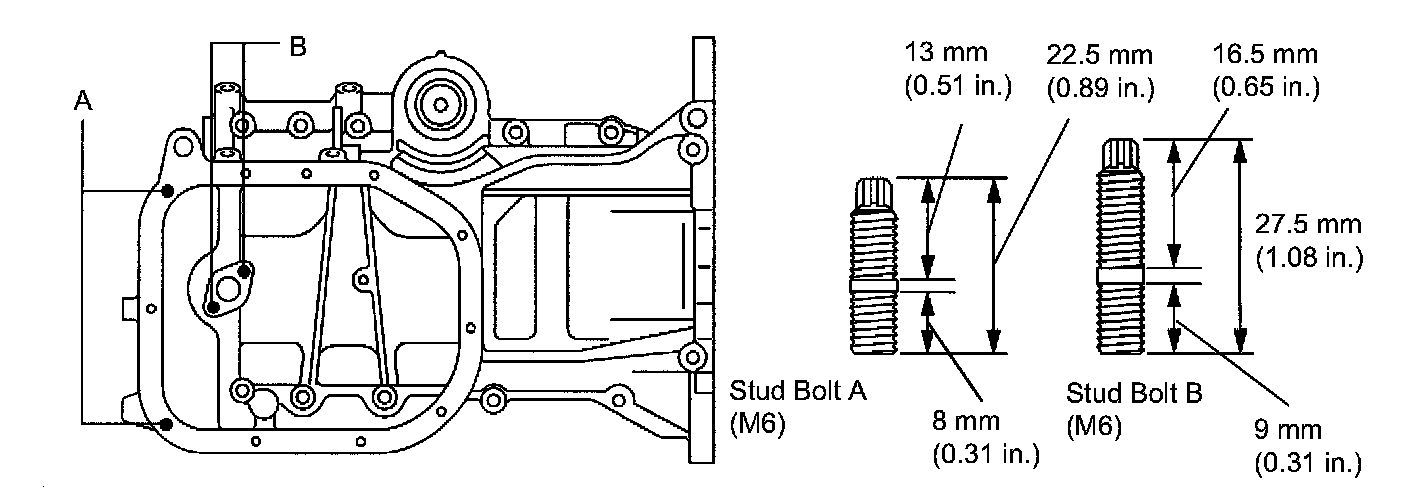 B
A
13 mm
(0.51 in.)
22.5 mm
(0.89 in.)
16.5 mm
(0.65 in.)
27.5 mm
(1.08 in.)
Stud Bolt A
(M6)
8 mm
(0.31 in.)
Stud Bolt B
(M6)
9 mm
(0.31 in.)